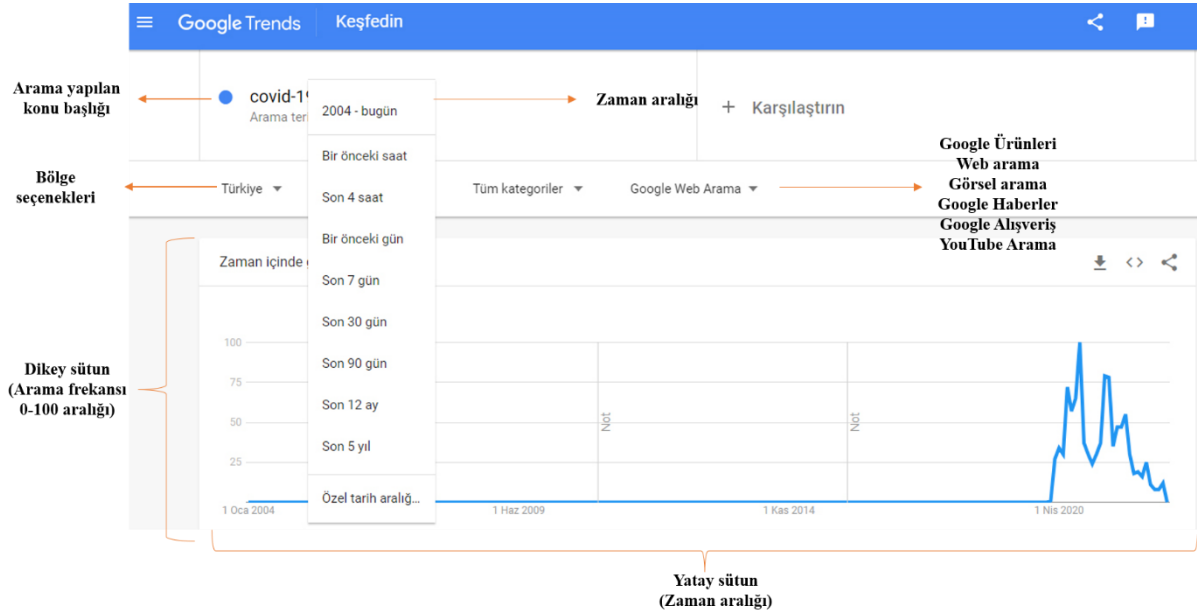 Google Trends Keşfedin
Arama yapılan
konu başlığı
covid-19
Arama ter
2004 - bugün
Bir önceki saat
Son 4 saat
Bir önceki gün
Son 7 gün
Son 30 gün
Son 90 gün
Son 12 ay
Son 5 yıl
Özel tarih aralığ...
Zaman aralığı
+ Karşılaştırın
Bölge
seçenekleri
Türkiye
Tüm kategoriler
Google Web Arama
Google Ürünleri
Web arama
Görsel arama
Google Haberler
Google Alışveriş
YouTube Arama
Zaman içinde
Dikey sütun
(Arama frekansı
0-100 aralığı)
100
75
50
25
Not
Not
1 Oca 2004
1 Haz 2009
1 Kas 2014
1 Nis 2020
Yatay sütun
(Zaman aralığı)